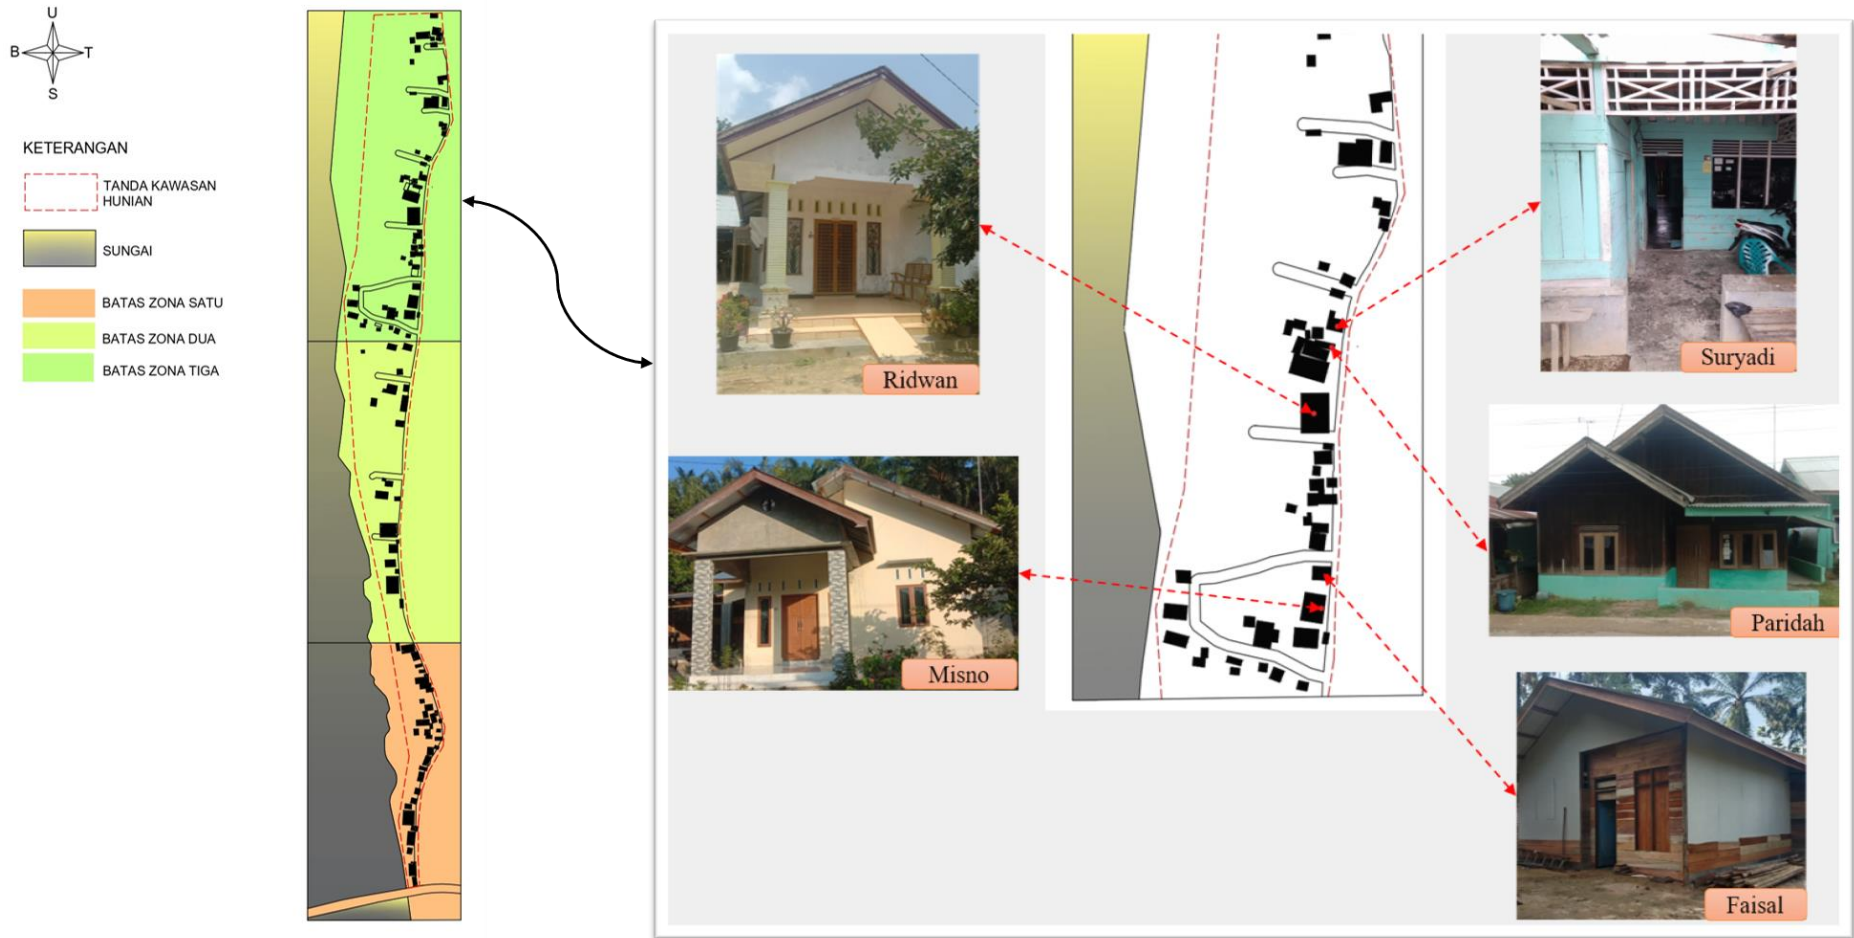 U
B
T
S
KETERANGAN
TANDA KAWASAN
HUNIAN
SUNGAI
BATAS ZONA SATU
BATAS ZONA DUA
BATAS ZONA TIGA
Ridwan
Suryadi
Misno
Paridah
Faisal